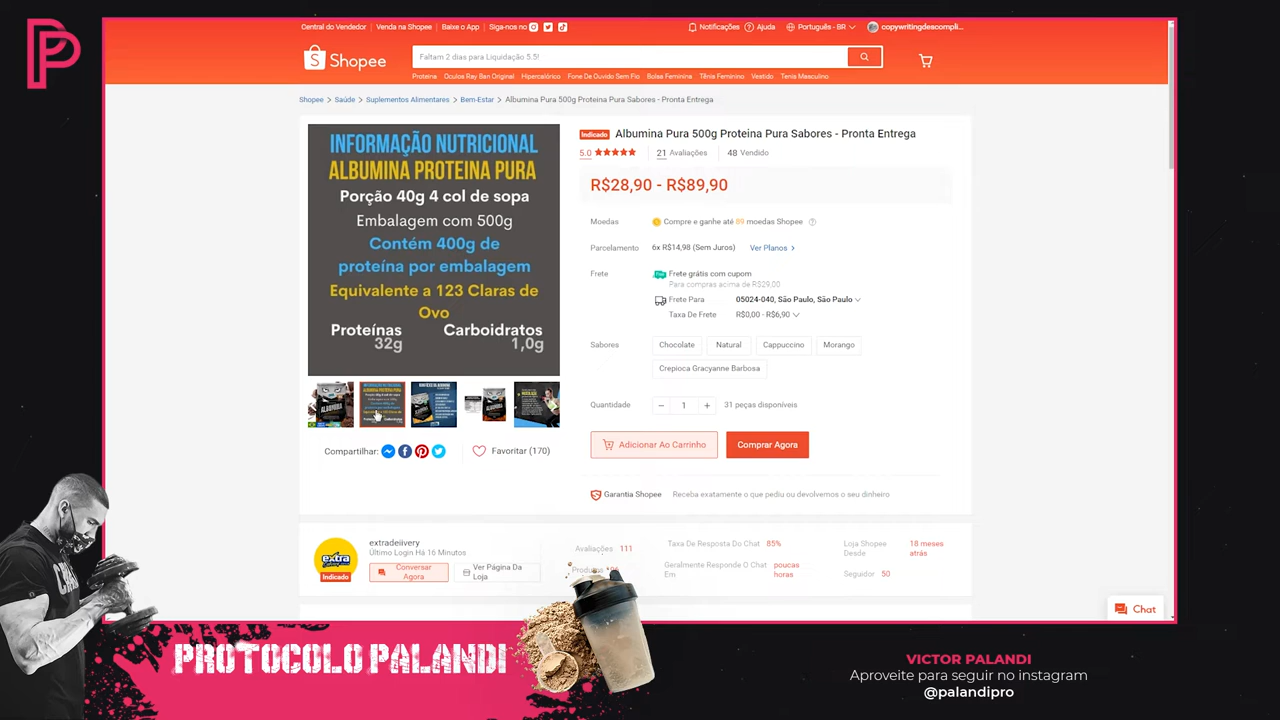 Central do Vendedor
Venda na Shopee
Baixe o App
Siga-nos no
Notificações
Ajuda
Português - BR
copywritingdescompli...
Shopee
Faltam 2 dias para Liquidação 5.5!
Proteina
Oculos Ray Ban Original
Hipercalórico
Fone De Ouvido Sem Fio
Bolsa Feminina
Tênis Feminino
Vestido
Tenis Masculino
Shopee > Saúde > Suplementos Alimentares > Bem-Estar > Albumina Pura 500g Proteina Pura Sabores - Pronta Entrega
INFORMAÇÃO NUTRICIONAL
ALBUMINA PROTEINA PURA
Porção 40g 4 col de sopa
Embalagem com 500g
Contém 400g de
proteína por embalagem
Equivalente a 123 Claras de
Ovo
Proteínas Carboidratos
32g 1,0g
Compartilhar:
Favoritar (170)
Indicado Albumina Pura 500g Proteina Pura Sabores - Pronta Entrega
5.0 21 Avaliações 48 Vendido
R$28,90 - R$89,90
Moedas Compre e ganhe até 89 moedas Shopee
Parcelamento 6x R$14,98 (Sem Juros) Ver Planos >
Frete Frete grátis com cupom
Para compras acima de R$29,00
Frete Para 05024-040, São Paulo, São Paulo
Taxa De Frete R$0,00 - R$6,90
Sabores Chocolate Natural Cappuccino Morango
Crepioca Gracyanne Barbosa
Quantidade − 1 + 31 peças disponíveis
Adicionar Ao Carrinho Comprar Agora
Garantia Shopee Receba exatamente o que pediu ou devolvemos o seu dinheiro
extra
Indicado
extradelivery
Último Login Há 16 Minutos
Conversar Agora
Ver Página Da Loja
Avaliações 111
Produtos
Taxa De Resposta Do Chat 85%
Geralmente Responde O Chat Em poucas horas
Loja Shopee Desde 18 meses atrás
Seguidor 50
Chat
PROTOCOLO PALANDI
VICTOR PALANDI
Aproveite para seguir no instagram
@palandipro